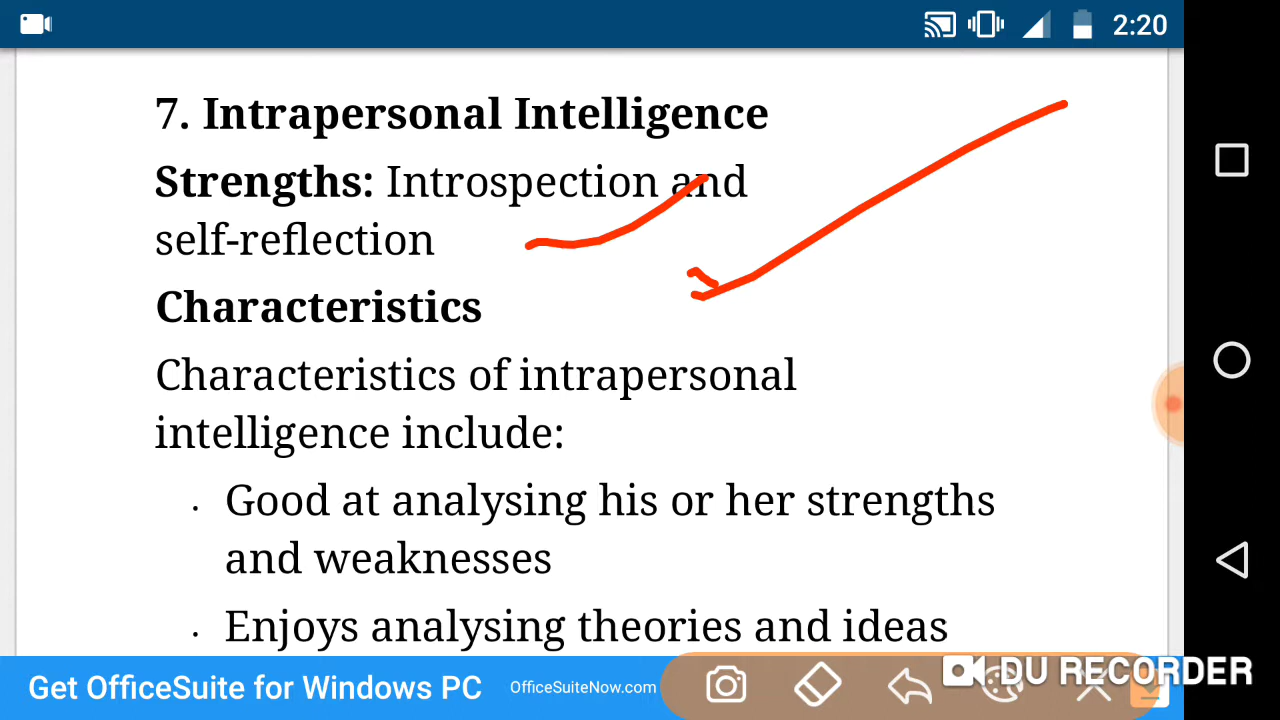 2:20
7. Intrapersonal Intelligence
Strengths: Introspection and
self-reflection
Characteristics
Characteristics of intrapersonal
intelligence include:
· Good at analysing his or her strengths
and weaknesses
· Enjoys analysing theories and ideas
Get OfficeSuite for Windows PC OfficeSuiteNow.com
DU RECORDER